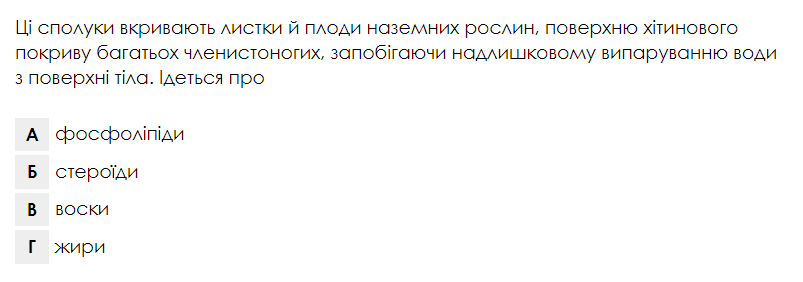 Ці сполуки вкривають листки й плоди наземних рослин, поверхню хітинового
покриву багатьох членистоногих, запобігаючи надлишковому випаруванню води
з поверхні тіла. Ідеться про
А фосфоліпіди
Б стероїди
В воски
Г жири